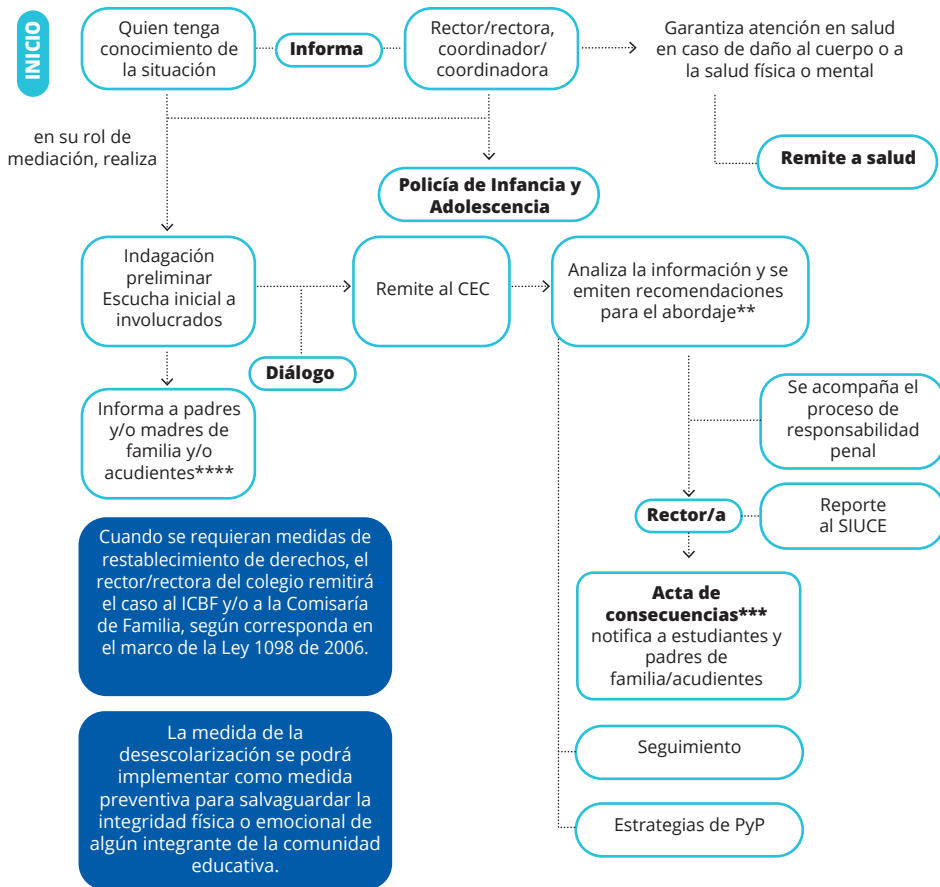 INICIO
Quien tenga
conocimiento de
la situación
Informa
Rector/rectora,
coordinador/
coordinadora
Garantiza atención en salud
en caso de daño al cuerpo o a
la salud física o mental
en su rol de
mediación, realiza
Remite a salud
Policía de Infancia y
Adolescencia
Indagación
preliminar
Escucha inicial a
involucrados
Remite al CEC
Analiza la información y se
emiten recomendaciones
para el abordaje**
Diálogo
Informa a padres
y/o madres de
familia y/o
acudientes****
Se acompaña el
proceso de
responsabilidad
penal
Rector/a
Reporte
al SIUCE
Cuando se requieran medidas de
restablecimiento de derechos, el
rector/rectora del colegio remitirá
el caso al ICBF y/o a la Comisaría
de Familia, según corresponda en
el marco de la Ley 1098 de 2006.
Acta de
consecuencias***
notifica a estudiantes y
padres de
familia/acudientes
La medida de la
desescolarización se podrá
implementar como medida
preventiva para salvaguardar la
integridad física o emocional de
algún integrante de la comunidad
educativa.
Seguimiento
Estrategias de PyP